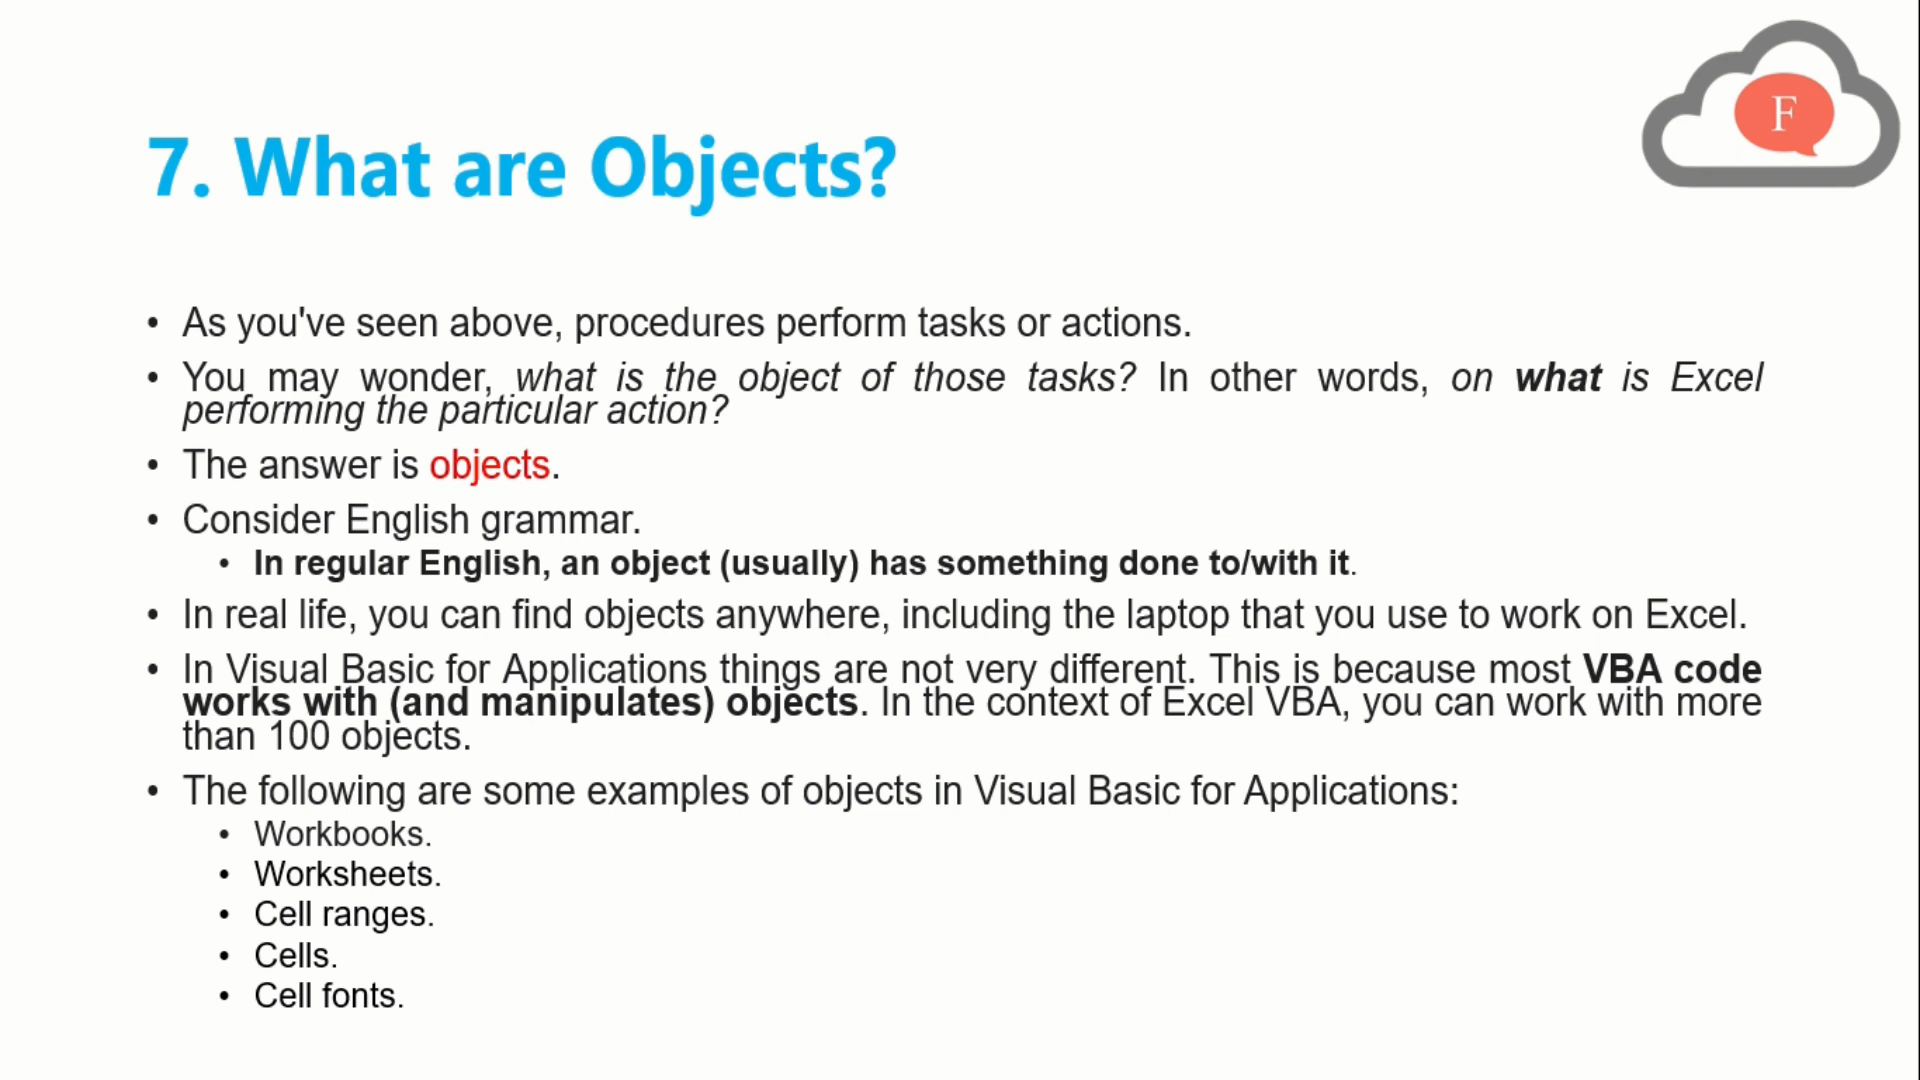 F
7. What are Objects?
• As you've seen above, procedures perform tasks or actions.
• You may wonder, what is the object of those tasks? In other words, on what is Excel
performing the particular action?
• The answer is objects.
• Consider English grammar.
• In regular English, an object (usually) has something done to/with it.
• In real life, you can find objects anywhere, including the laptop that you use to work on Excel.
• In Visual Basic for Applications things are not very different. This is because most VBA code
works with (and manipulates) objects. In the context of Excel VBA, you can work with more
than 100 objects.
• The following are some examples of objects in Visual Basic for Applications:
• Workbooks.
• Worksheets.
• Cell ranges.
• Cells.
• Cell fonts.